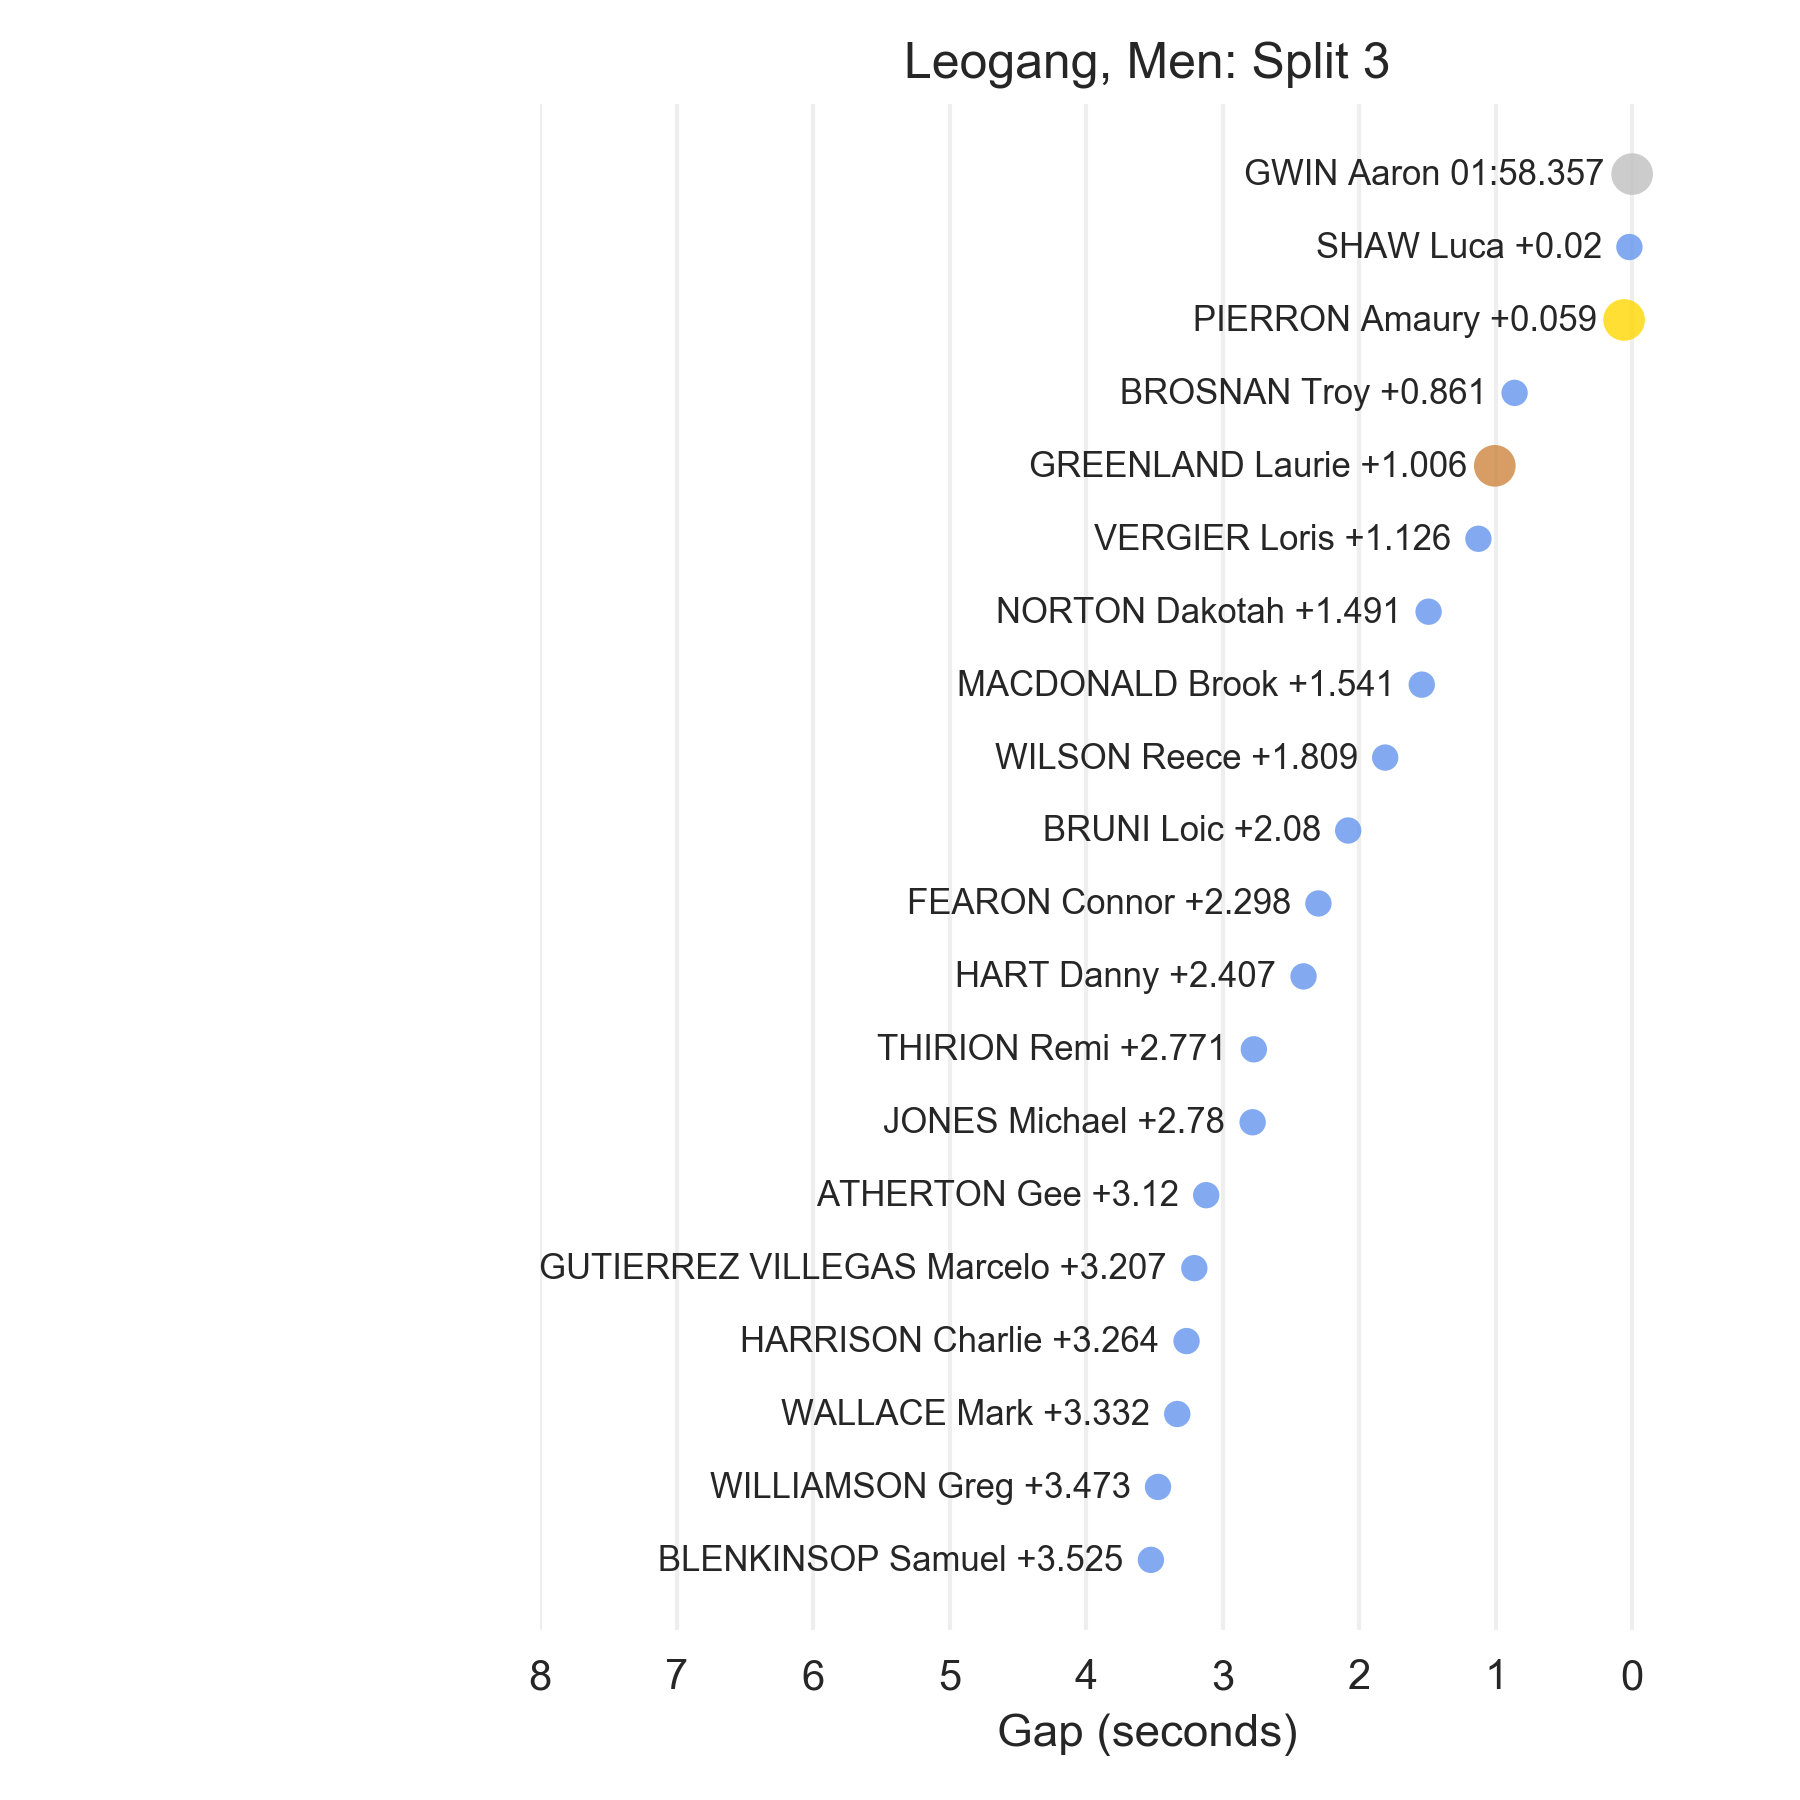 Leogang, Men: Split 3
GWIN Aaron 01:58.357
SHAW Luca +0.02
PIERRON Amaury +0.059
BROSNAN Troy +0.861
GREENLAND Laurie +1.006
VERGIER Loris +1.126
NORTON Dakotah +1.491
MACDONALD Brook +1.541
WILSON Reece +1.809
BRUNI Loic +2.08
FEARON Connor +2.298
HART Danny +2.407
THIRION Remi +2.771
JONES Michael +2.78
ATHERTON Gee +3.12
GUTIERREZ VILLEGAS Marcelo +3.207
HARRISON Charlie +3.264
WALLACE Mark +3.332
WILLIAMSON Greg +3.473
BLENKINSOP Samuel +3.525
8 7 6 5 4 3 2 1 0
Gap (seconds)